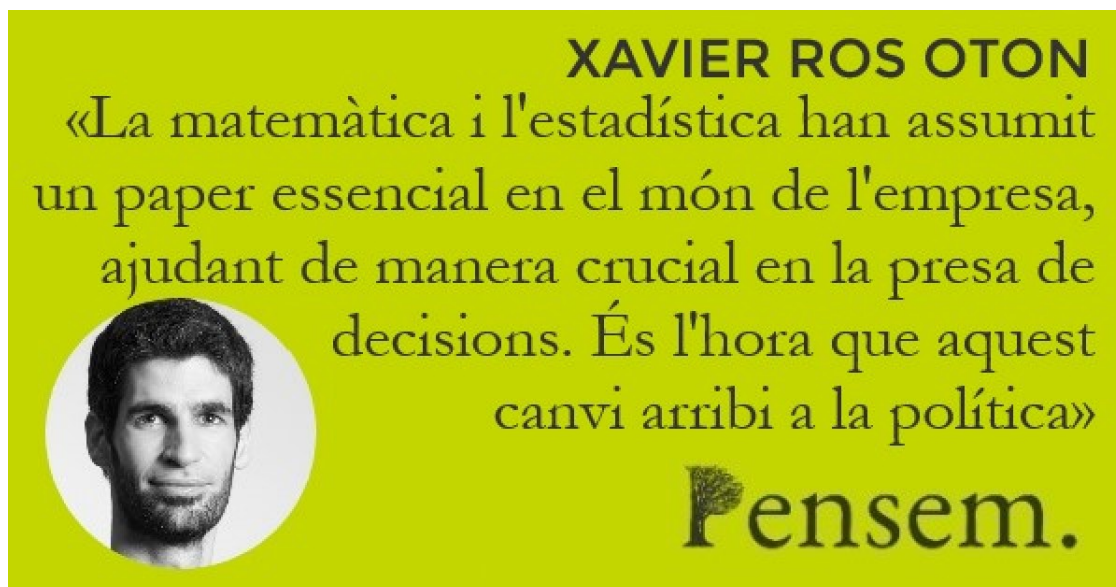 XAVIER ROS OTON
«La matemàtica i l'estadística han assumit
un paper essencial en el món de l'empresa,
ajudant de manera crucial en la presa de
decisions. És l'hora que aquest
canvi arribi a la política»
Pensem.